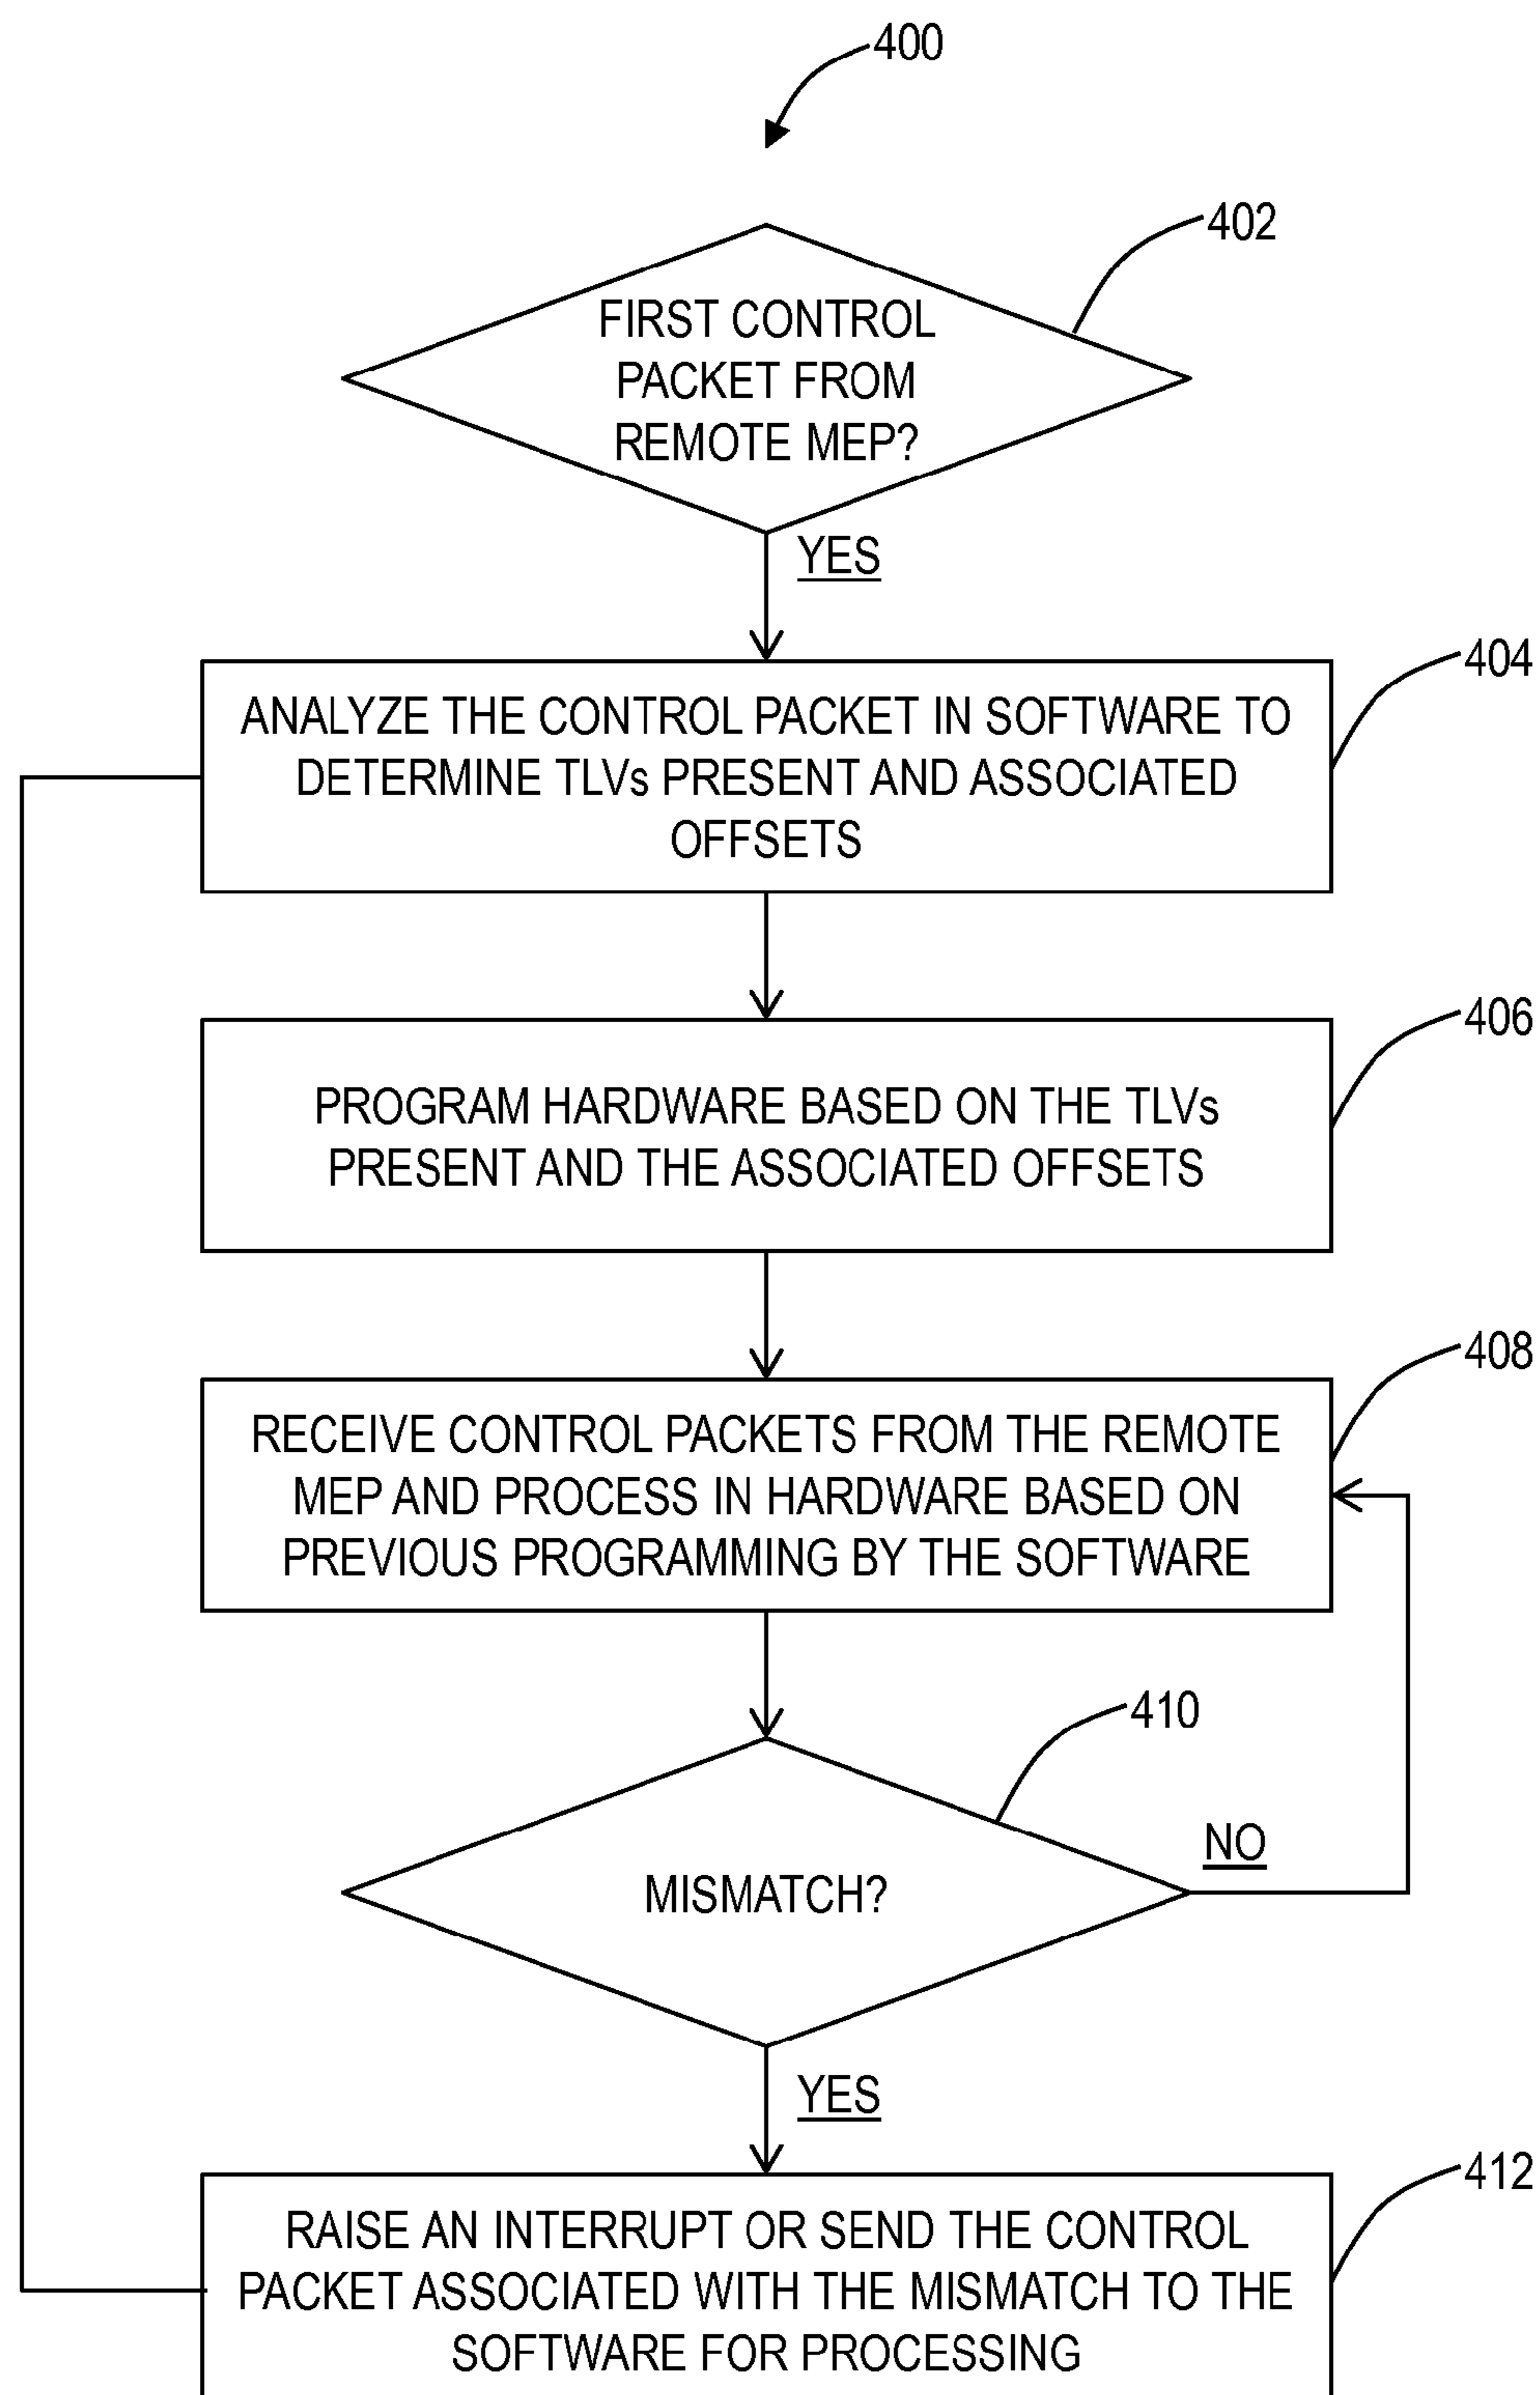 400
402
FIRST CONTROL
PACKET FROM
REMOTE MEP?
YES
404
ANALYZE THE CONTROL PACKET IN SOFTWARE TO
DETERMINE TLVs PRESENT AND ASSOCIATED
OFFSETS
406
PROGRAM HARDWARE BASED ON THE TLVs
PRESENT AND THE ASSOCIATED OFFSETS
408
RECEIVE CONTROL PACKETS FROM THE REMOTE
MEP AND PROCESS IN HARDWARE BASED ON
PREVIOUS PROGRAMMING BY THE SOFTWARE
410
NO
MISMATCH?
YES
412
RAISE AN INTERRUPT OR SEND THE CONTROL
PACKET ASSOCIATED WITH THE MISMATCH TO THE
SOFTWARE FOR PROCESSING